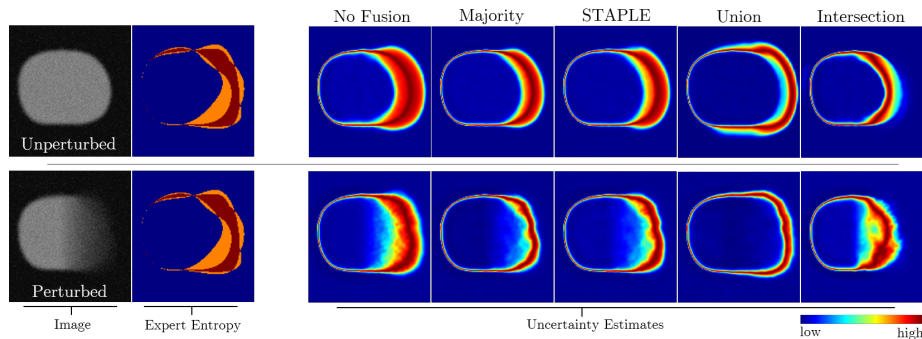 No Fusion Majority STAPLE Union Intersection
Unperturbed
Perturbed
Image Expert Entropy Uncertainty Estimates
low high